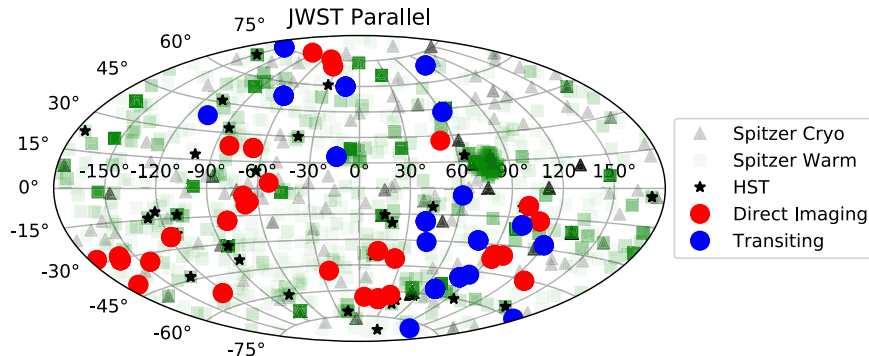 JWST Parallel
75°
60°
45°
30°
15°
0°
-15°
-30°
-45°
-60°
-75°
-150°-120° -90° -60° -30° 0° 30° 60° 90° 120° 150°
Spitzer Cryo
Spitzer Warm
HST
Direct Imaging
Transiting